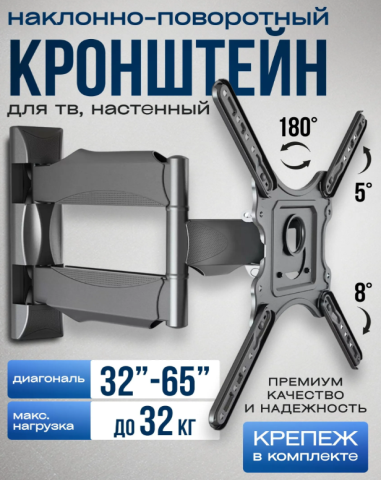 наклонно-поворотный
КРОНШТЕЙН
для тв, настенный
180°
5°
8°
диагональ
32”-65”
макс.
нагрузка
до 32 кг
ПРЕМИУМ
КАЧЕСТВО
И НАДЕЖНОСТЬ
КРЕПЕЖ
в комплекте